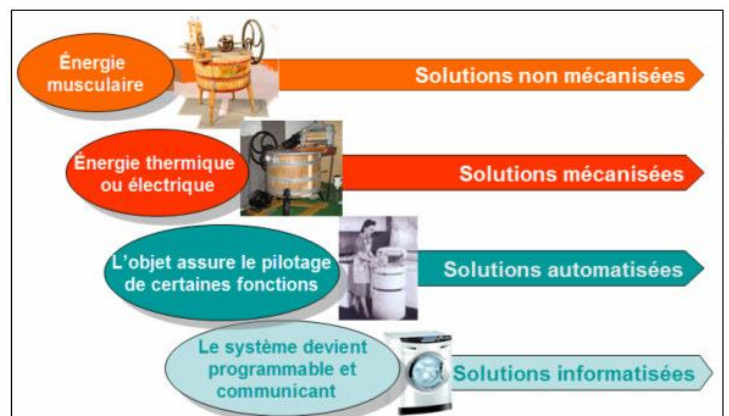 Énergie
musculaire
Solutions non mécanisées
Énergie thermique
ou électrique
Solutions mécanisées
L'objet assure le pilotage
de certaines fonctions
Solutions automatisées
Le système devient
programmable et
communicant
Solutions informatisées